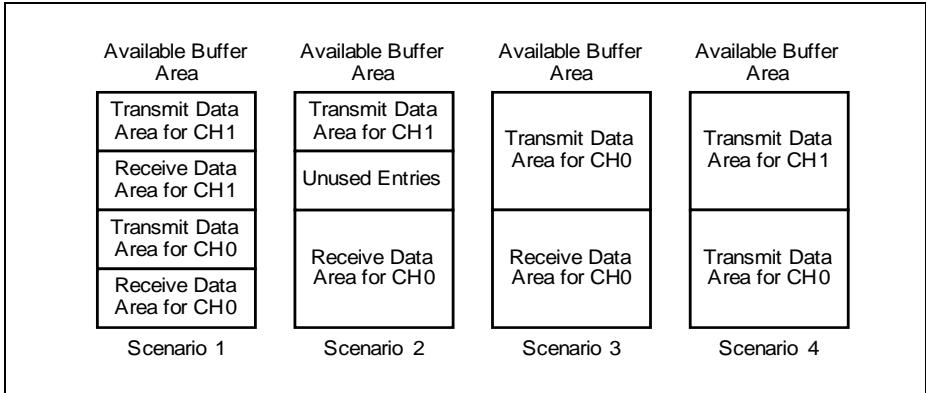 Available Buffer
Area
Transmit Data
Area for CH1
Receive Data
Area for CH1
Transmit Data
Area for CH0
Receive Data
Area for CH0
Scenario 1
Available Buffer
Area
Transmit Data
Area for CH1
Unused Entries
Receive Data
Area for CH0
Scenario 2
Available Buffer
Area
Transmit Data
Area for CH0
Receive Data
Area for CH0
Scenario 3
Available Buffer
Area
Transmit Data
Area for CH1
Transmit Data
Area for CH0
Scenario 4